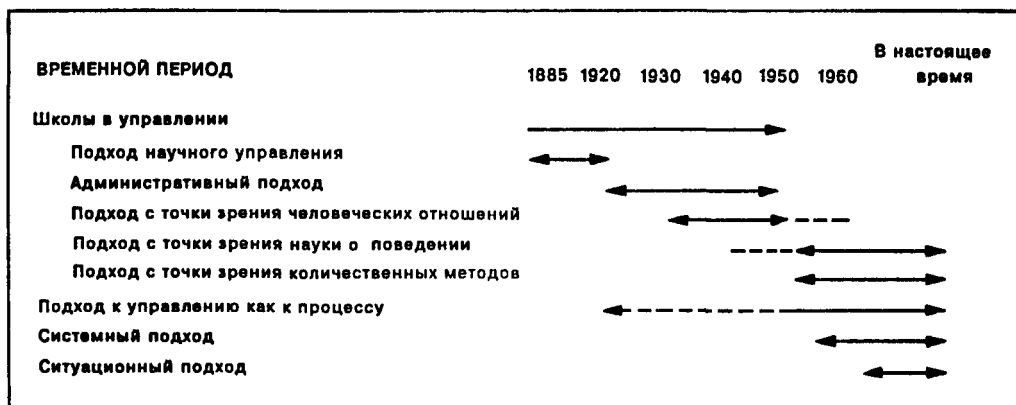 В настоящее
ВРЕМЕННОЙ ПЕРИОД 1885 1920 1930 1940 1950 1960 время
Школы в управлении
Подход научного управления
Административный подход
Подход с точки зрения человеческих отношений
Подход с точки зрения науки о поведении
Подход с точки зрения количественных методов
Подход к управлению как к процессу
Системный подход
Ситуационный подход